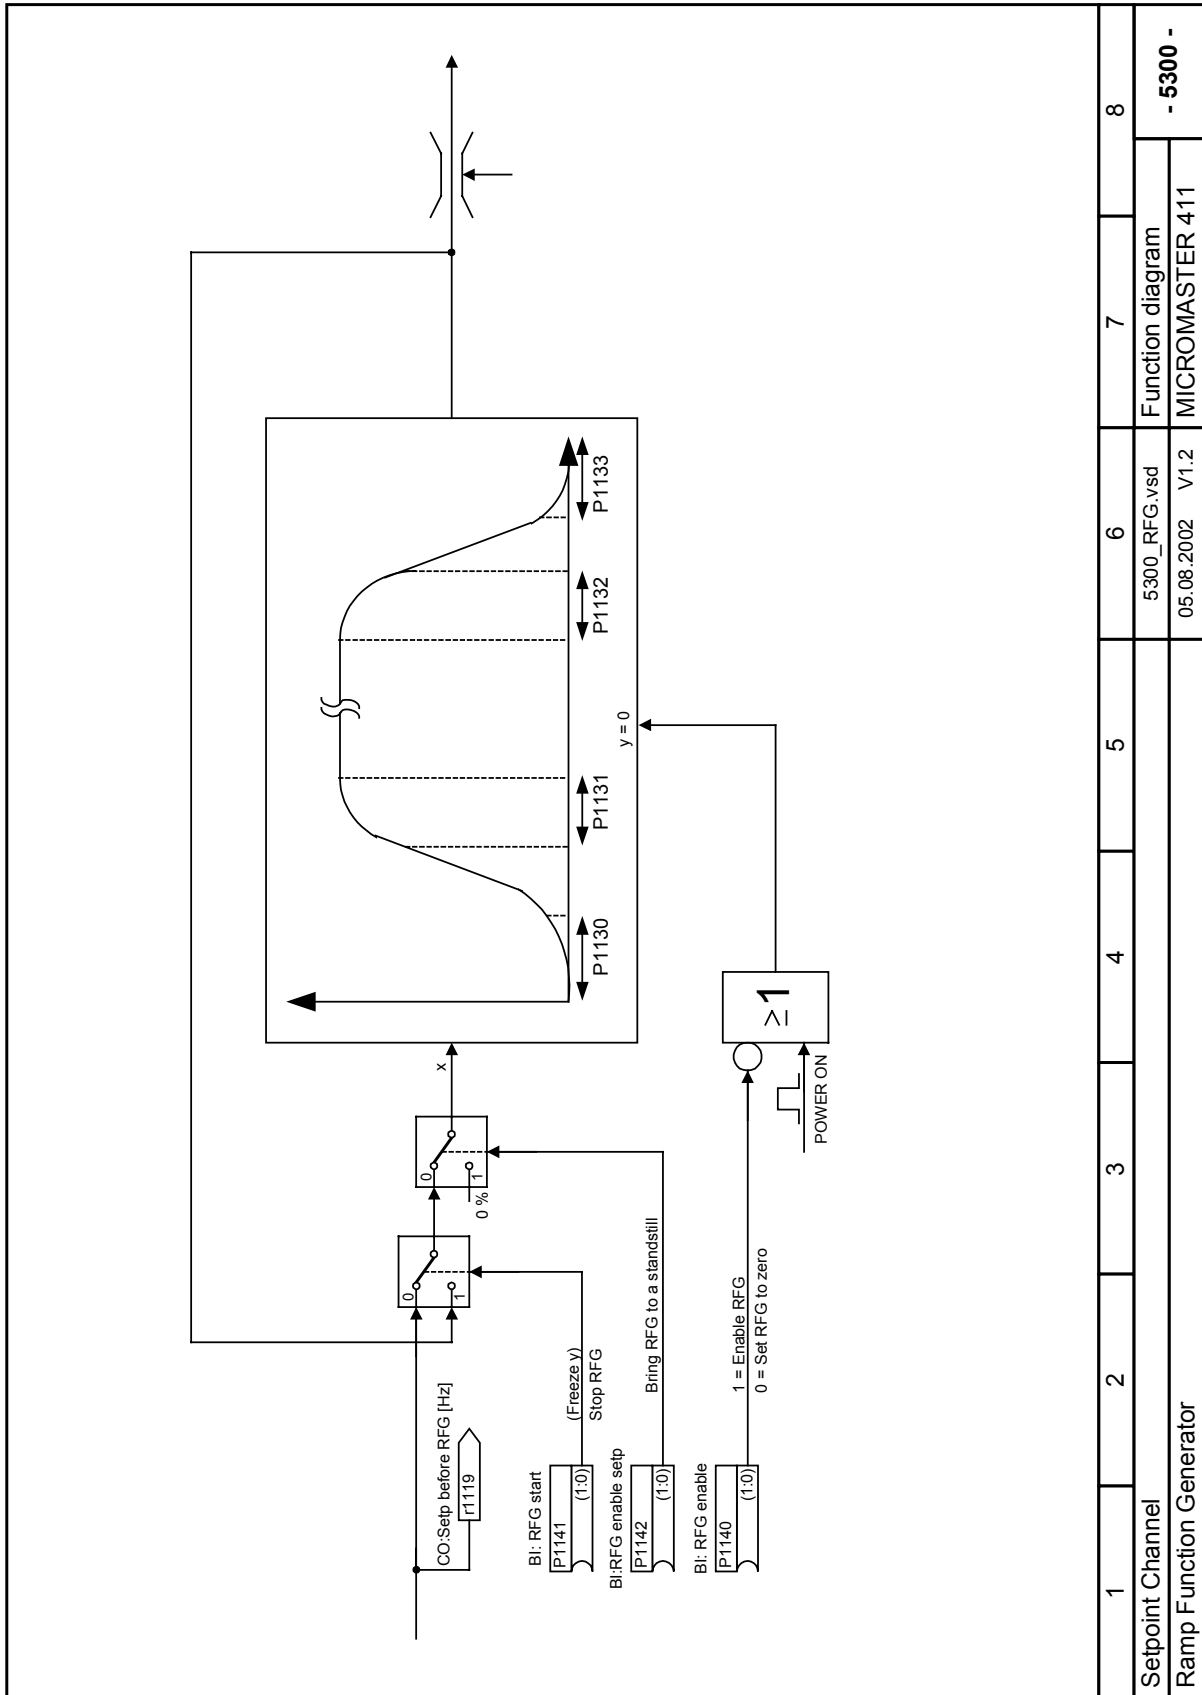 CO:Setp before RFG [Hz]
r1119
BI: RFG start
P1141
(1:0)
(Freeze y)
Stop RFG
BI:RFG enable setp
P1142
(1:0)
Bring RFG to a standstill
BI: RFG enable
P1140
(1:0)
1 = Enable RFG
0 = Set RFG to zero
0
1
0
1
0 %
x
POWER ON
≥1
y = 0
P1130
P1131
P1132
P1133
1
2
3
4
5
6
7
8
Setpoint Channel
5300_RFG.vsd
Function diagram
- 5300 -
Ramp Function Generator
05.08.2002
V1.2
MICROMASTER 411